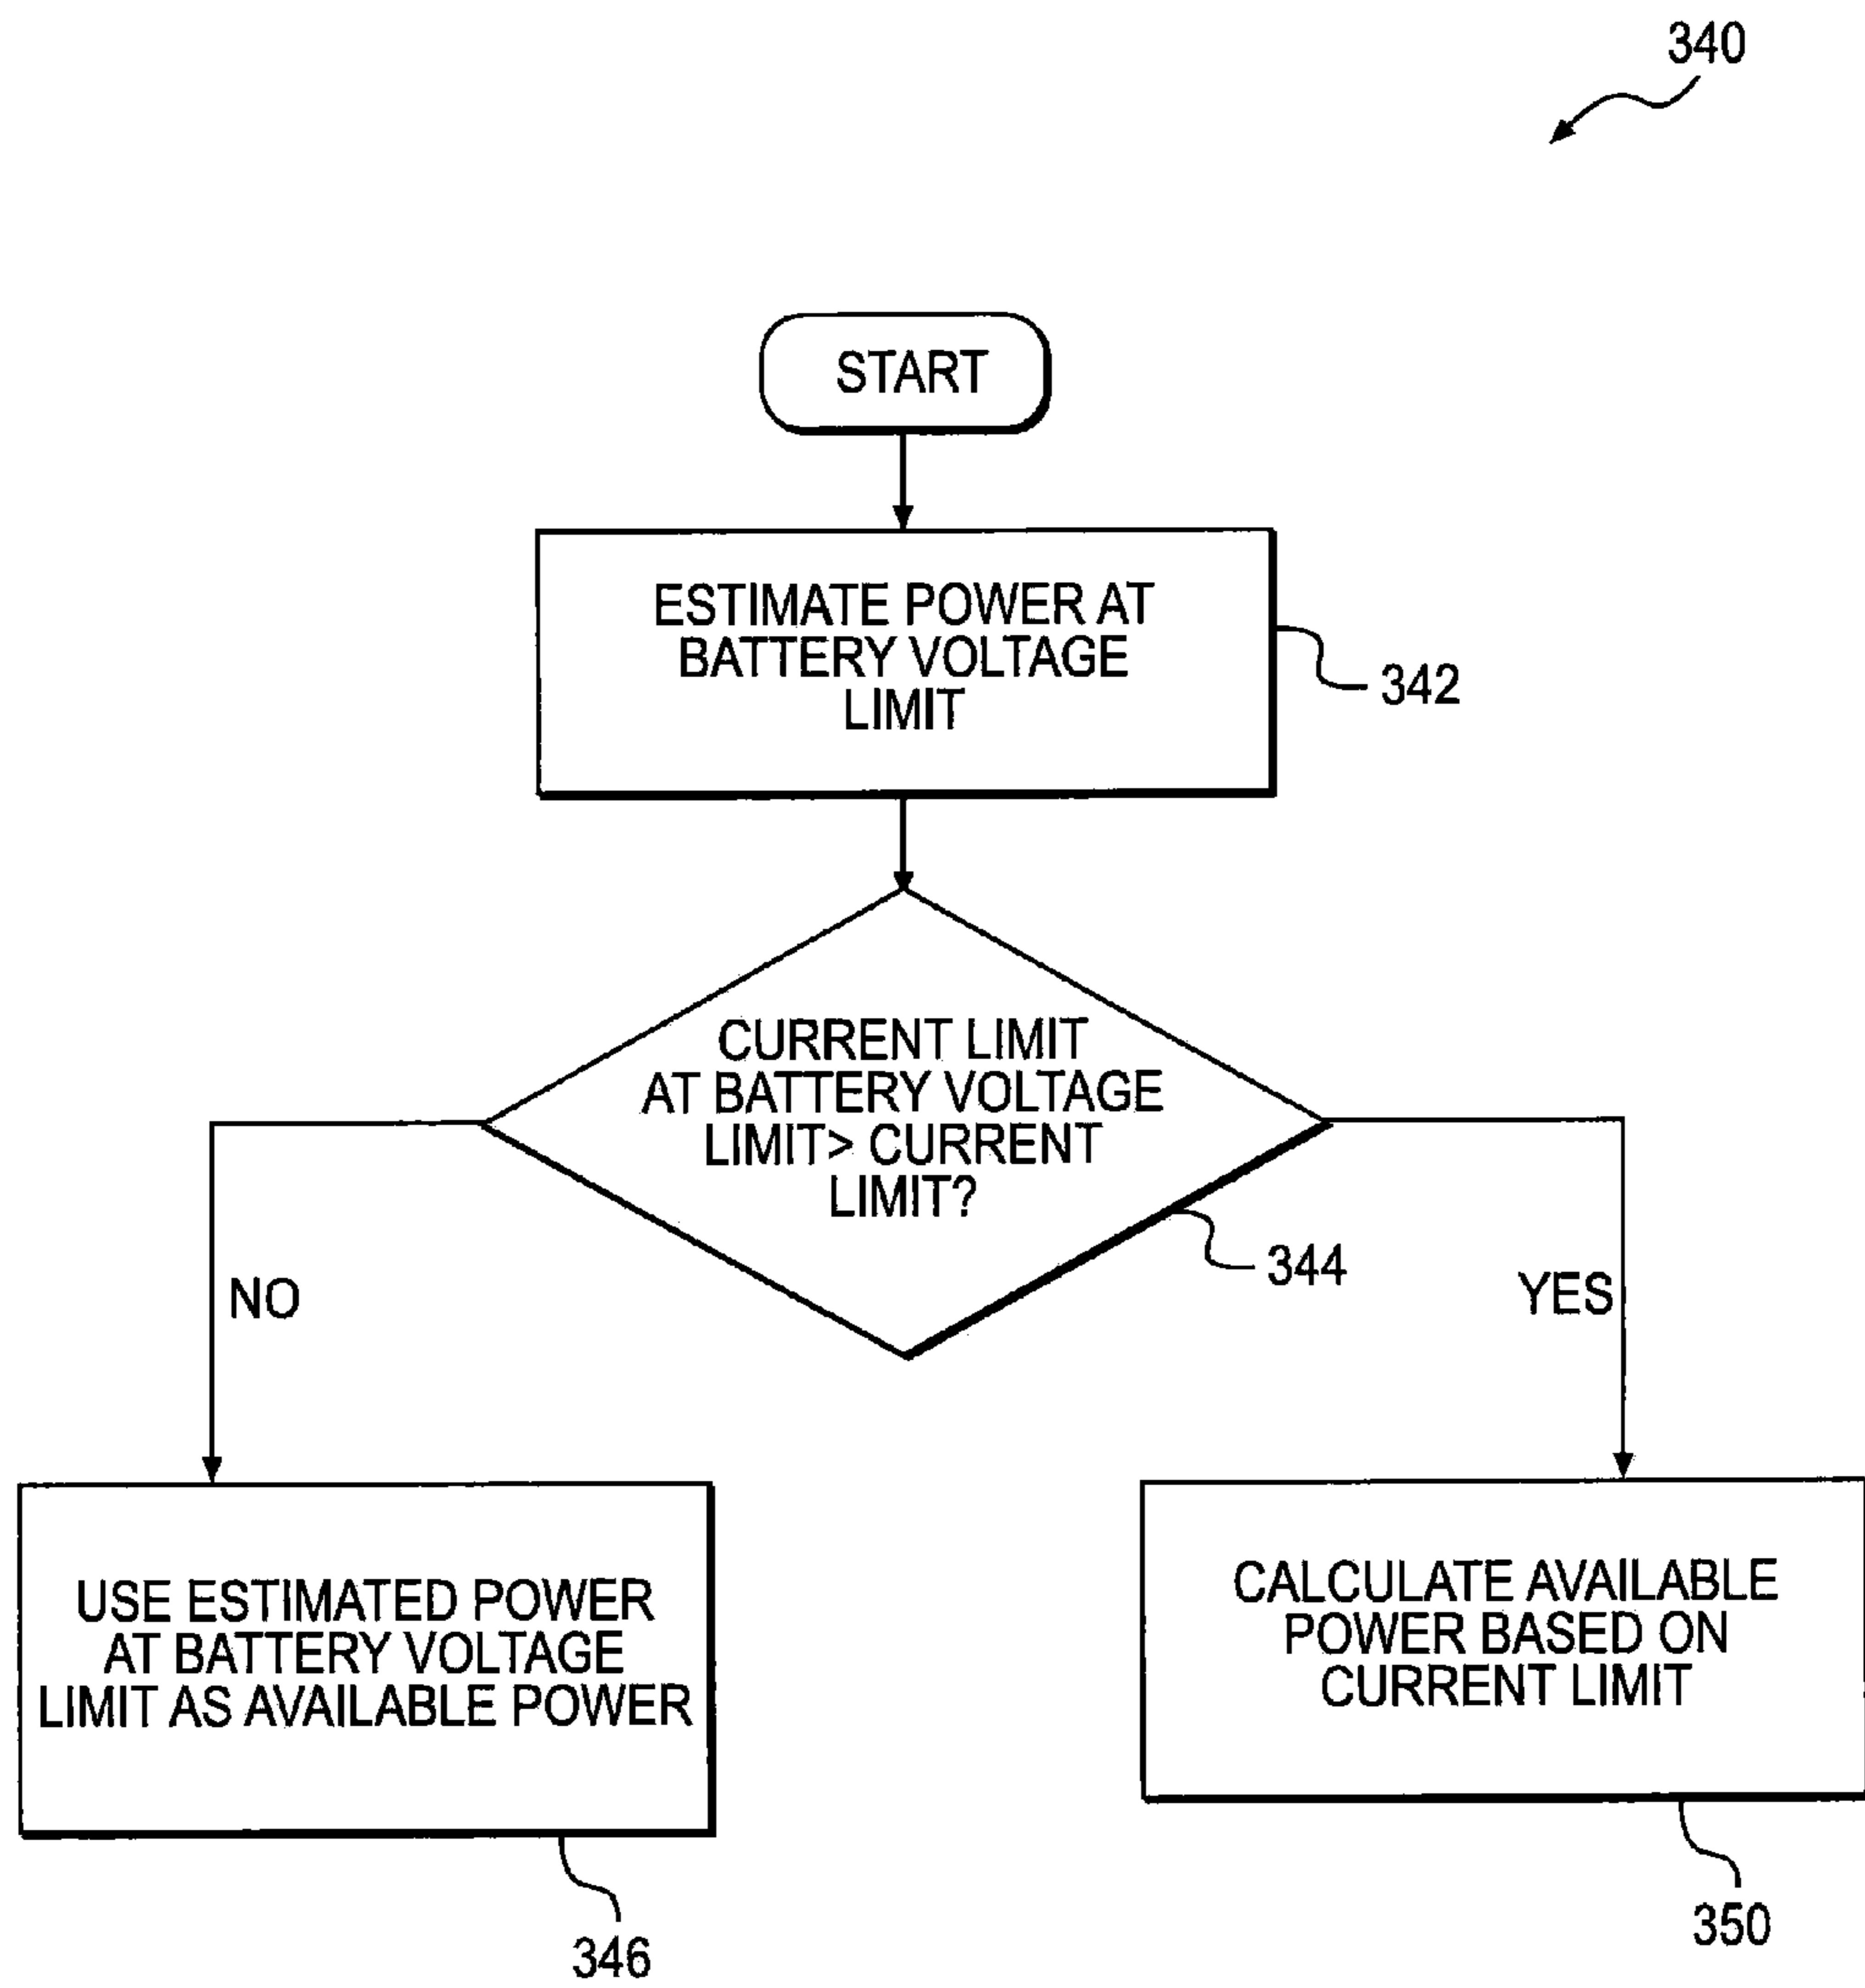 340
START
ESTIMATE POWER AT
BATTERY VOLTAGE
LIMIT
342
CURRENT LIMIT
AT BATTERY VOLTAGE
LIMIT> CURRENT
LIMIT?
344
NO
YES
USE ESTIMATED POWER
AT BATTERY VOLTAGE
LIMIT AS AVAILABLE POWER
346
CALCULATE AVAILABLE
POWER BASED ON
CURRENT LIMIT
350